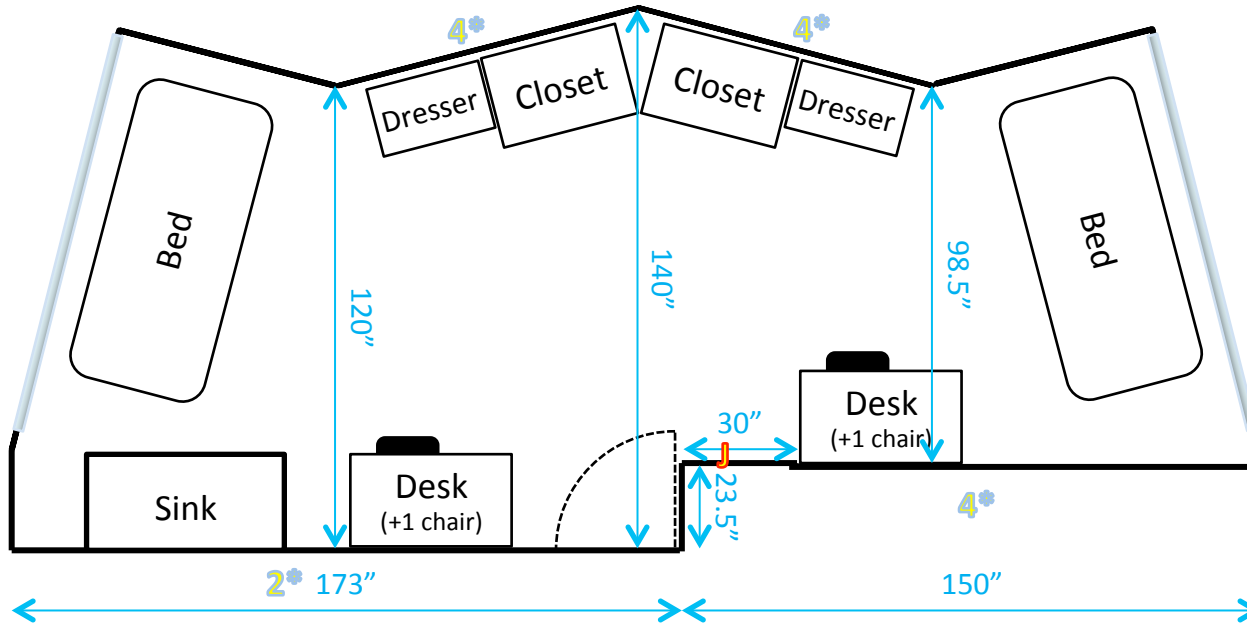 4*
4*
Dresser
Closet
Closet
Dresser
Bed
Bed
120”
140”
98.5”
30”
J
23.5”
Desk
(+1 chair)
Sink
Desk
(+1 chair)
4*
2*
173”
150”